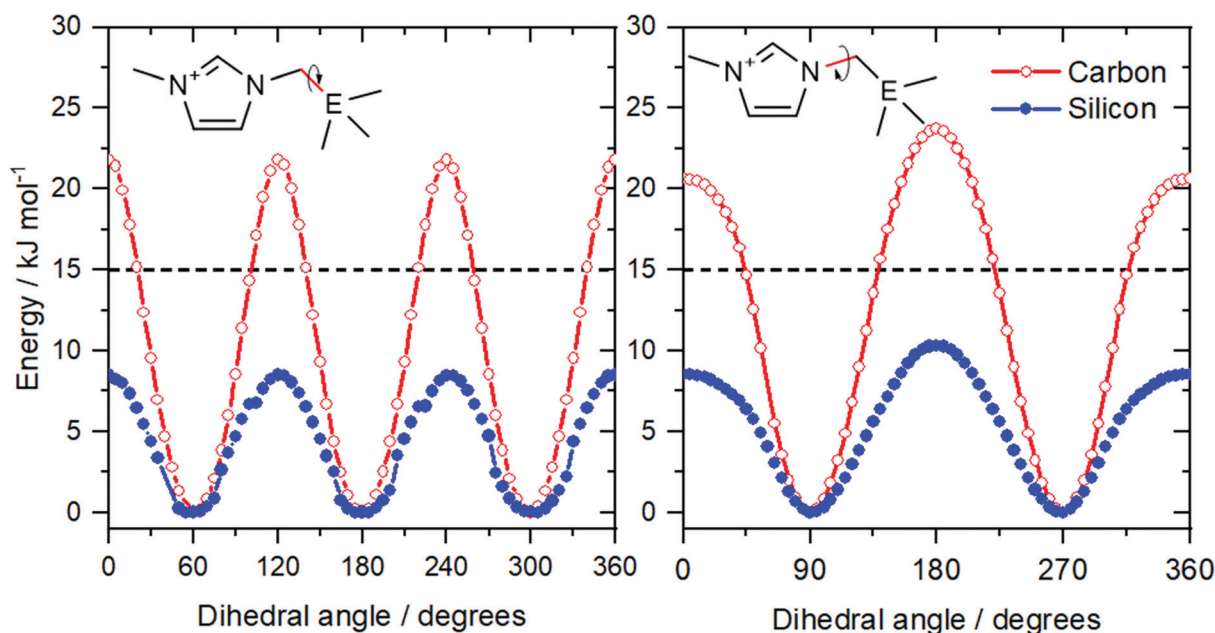 Energy / kJ mol⁻¹
30
25
20
15
10
5
0
N
+
N
E
0 60 120 180 240 300 360
Dihedral angle / degrees
30
25
20
15
10
5
0
N
+
N
E
Carbon
Silicon
0 90 180 270 360
Dihedral angle / degrees